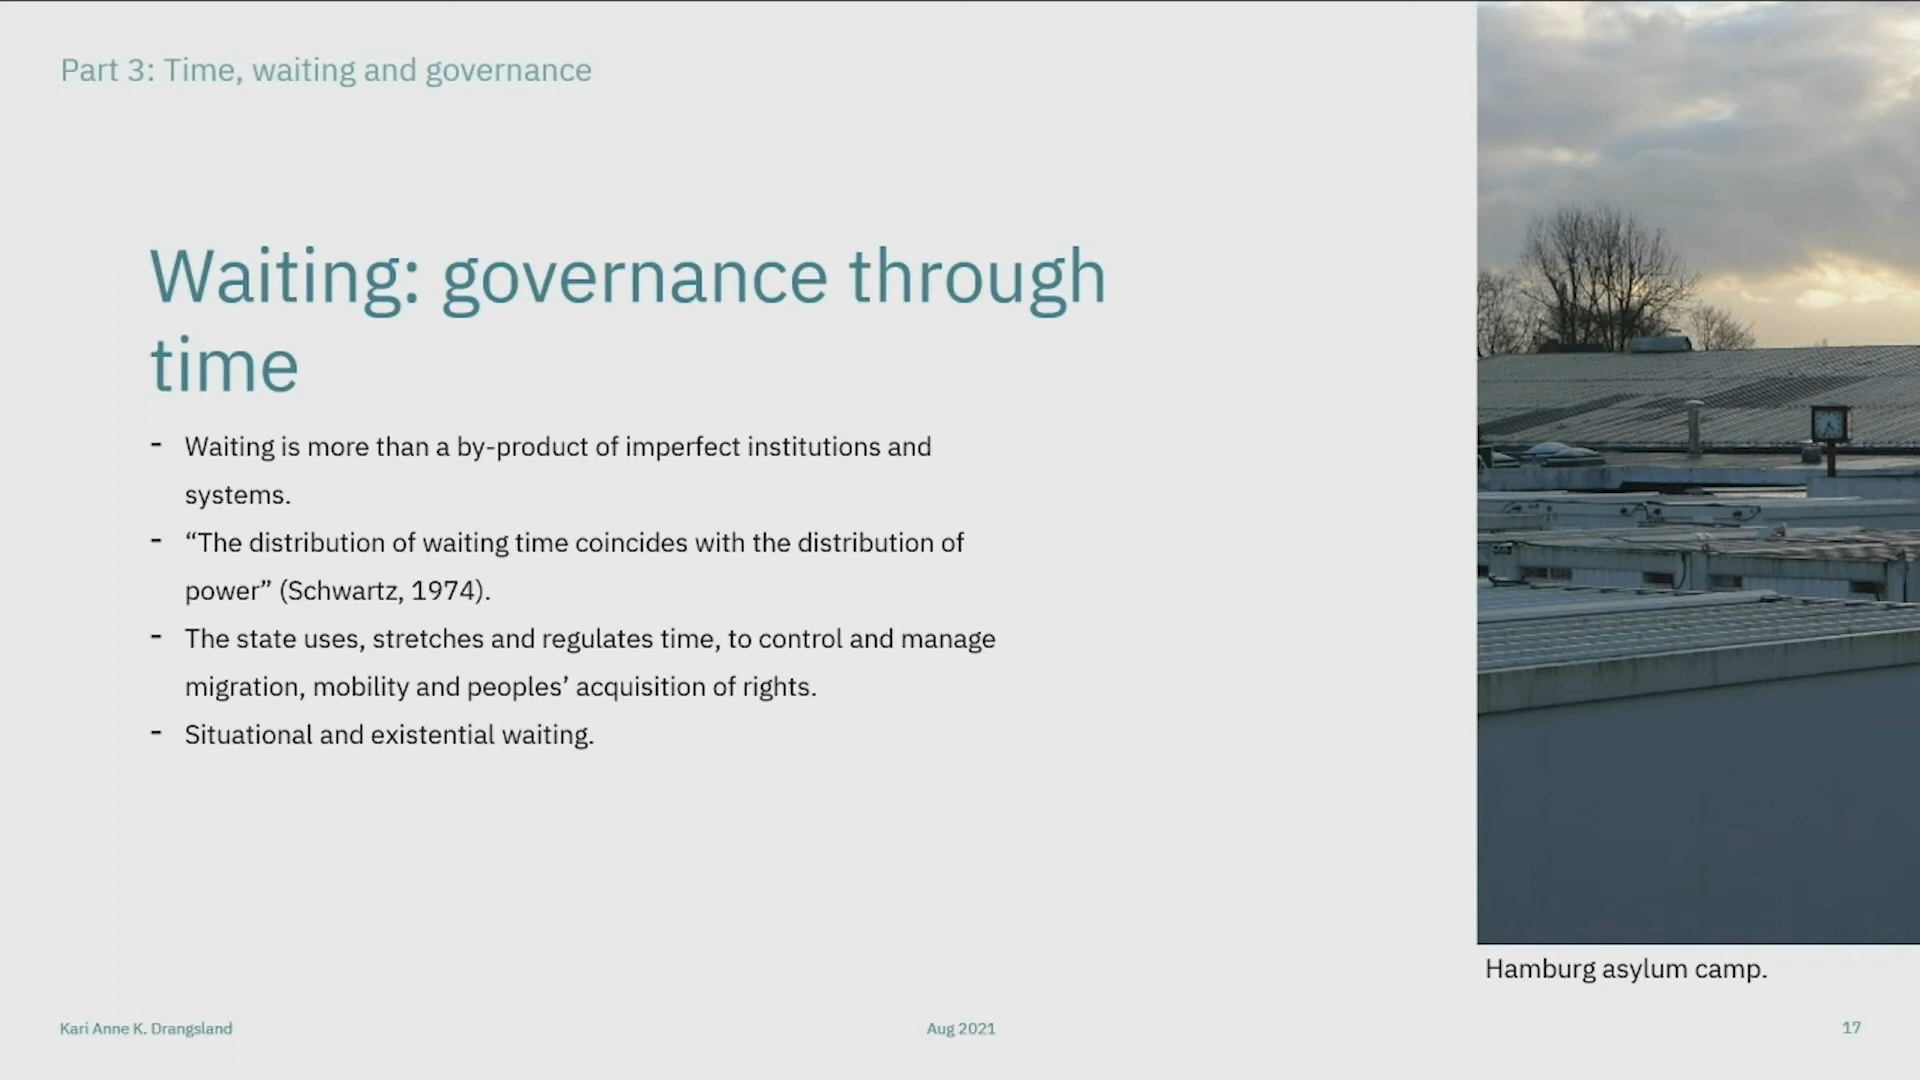 Part 3: Time, waiting and governance
Waiting: governance through
time
- Waiting is more than a by-product of imperfect institutions and
systems.
- “The distribution of waiting time coincides with the distribution of
power” (Schwartz, 1974).
- The state uses, stretches and regulates time, to control and manage
migration, mobility and peoples’ acquisition of rights.
- Situational and existential waiting.
Hamburg asylum camp.
Kari Anne K. Drangsland
Aug 2021
17